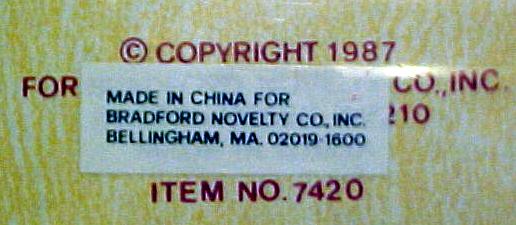 © COPYRIGHT 1987
FOR CO., INC.
210
MADE IN CHINA FOR
BRADFORD NOVELTY CO., INC.
BELLINGHAM, MA. 02019-1600
ITEM NO. 7420